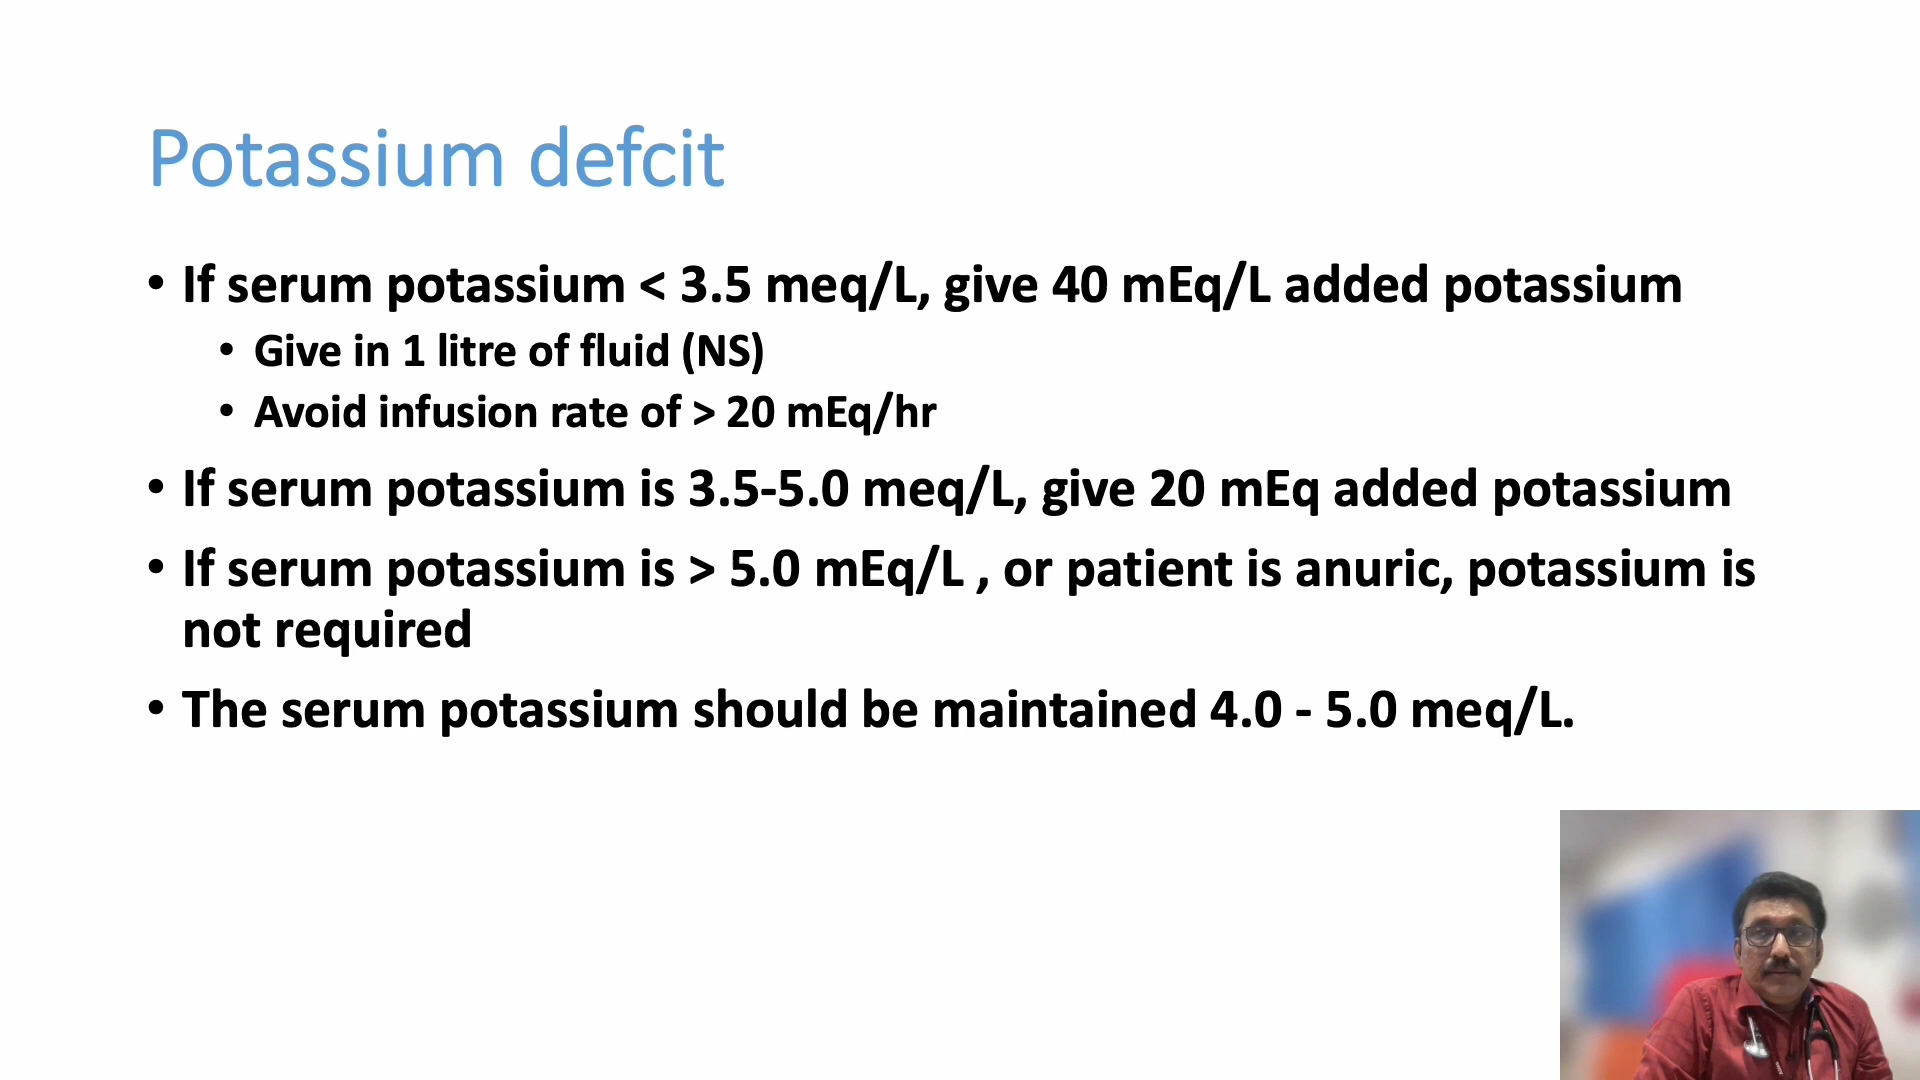 Potassium defcit
• If serum potassium < 3.5 meq/L, give 40 mEq/L added potassium
• Give in 1 litre of fluid (NS)
• Avoid infusion rate of > 20 mEq/hr
• If serum potassium is 3.5-5.0 meq/L, give 20 mEq added potassium
• If serum potassium is > 5.0 mEq/L , or patient is anuric, potassium is
not required
• The serum potassium should be maintained 4.0 - 5.0 meq/L.